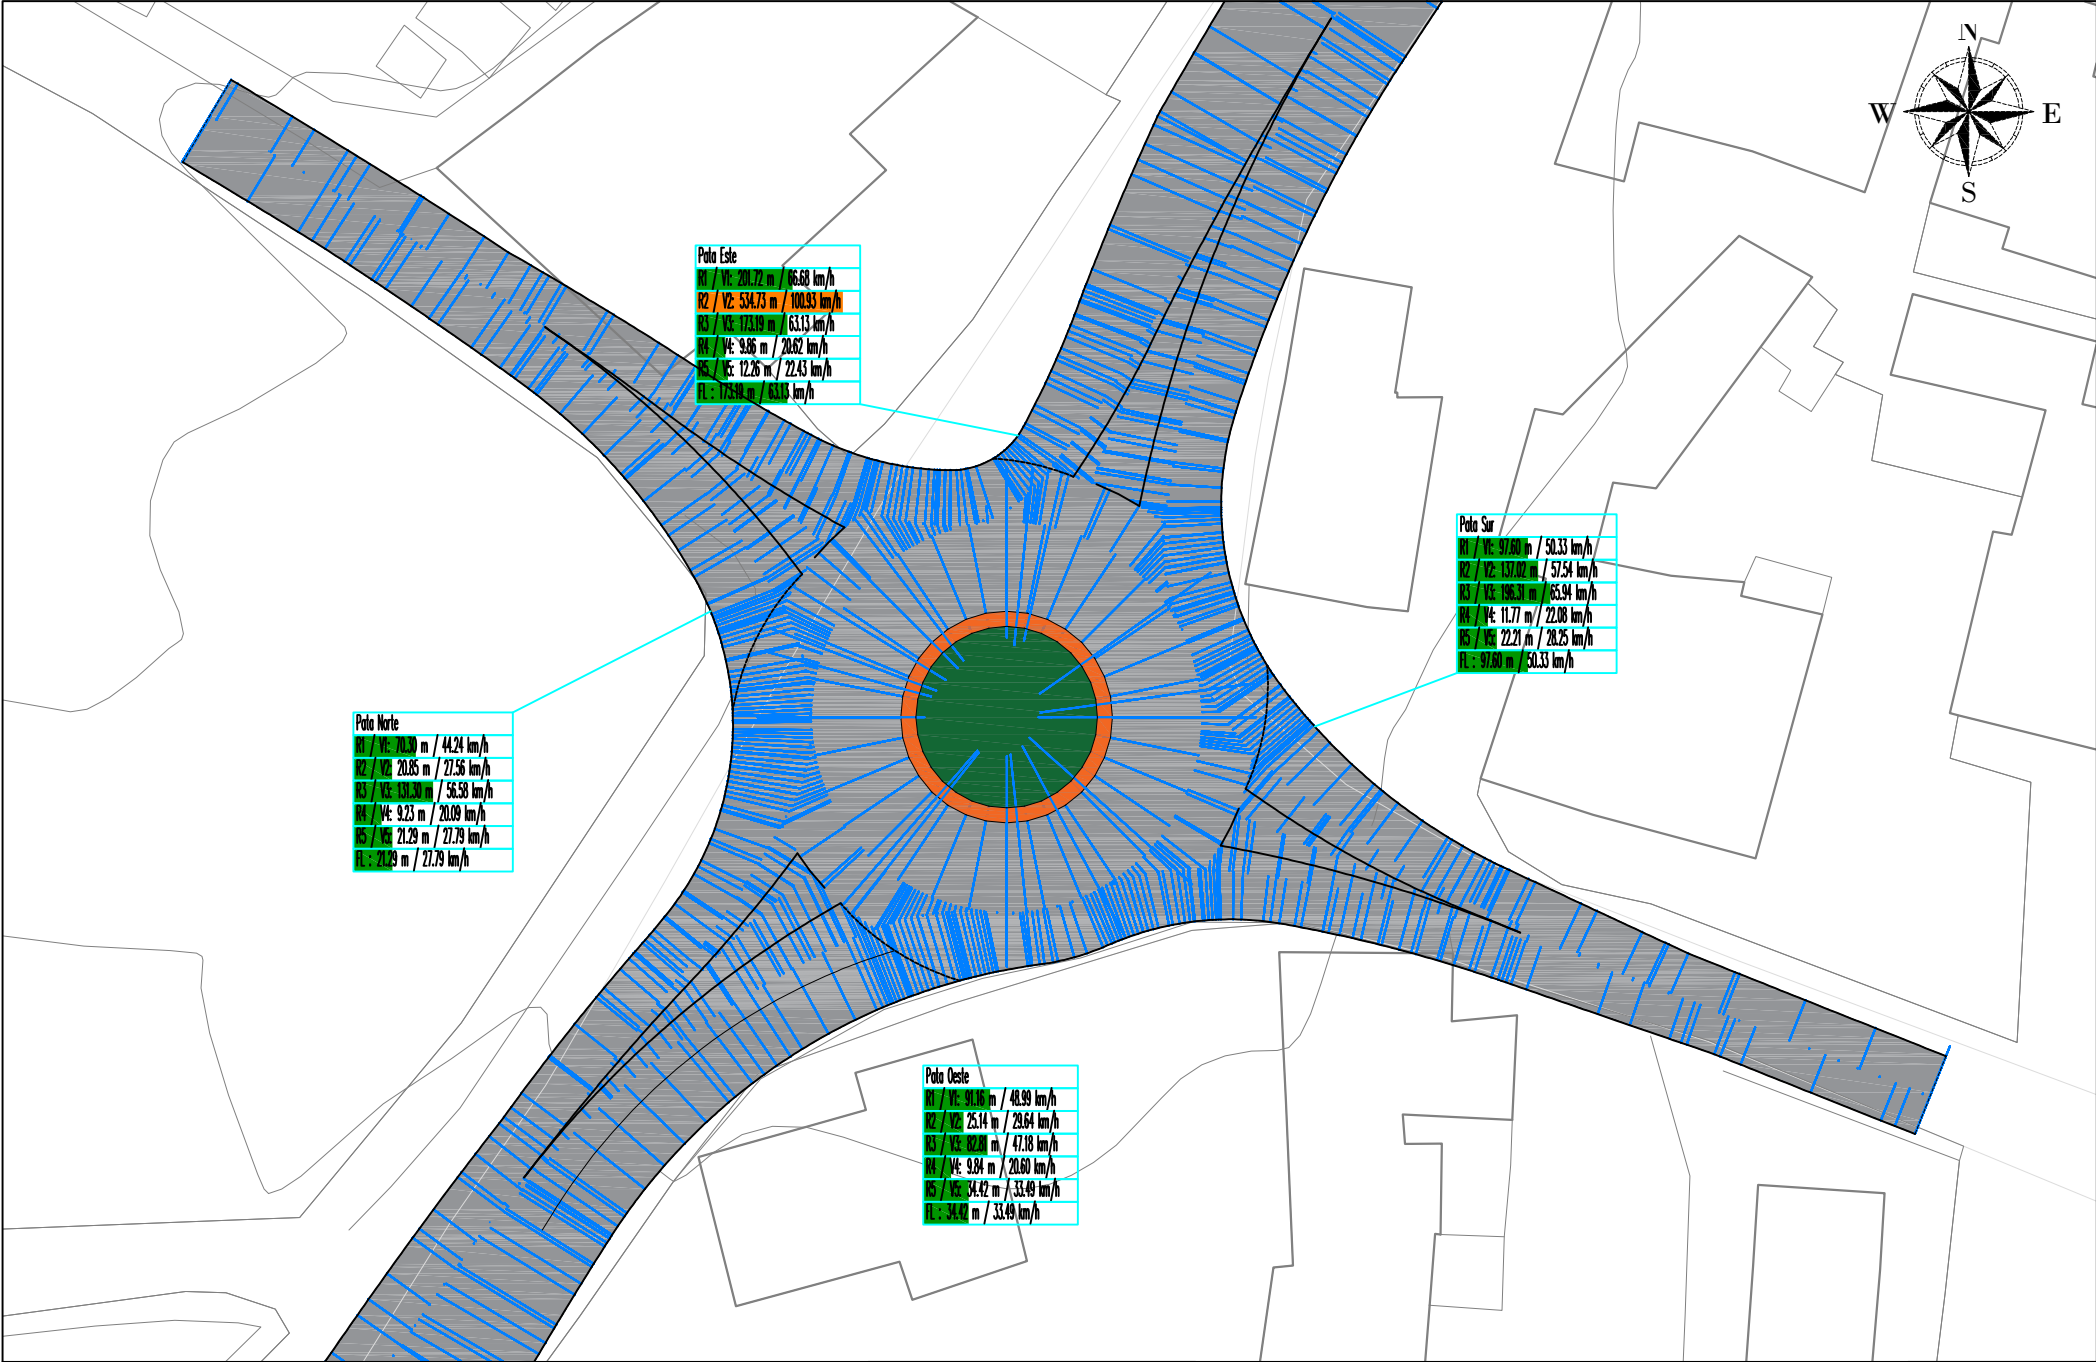 N
W
E
S
Pata Este
R1 / V1: 201.72 m / 66.68 km/h
R2 / V2: 534.73 m / 100.93 km/h
R3 / V3: 173.19 m / 63.13 km/h
R4 / V4: 9.86 m / 20.62 km/h
R5 / V5: 12.26 m / 22.43 km/h
FL : 173.19 m / 63.13 km/h
Pata Sur
R1 / V1: 97.60 m / 50.33 km/h
R2 / V2: 137.02 m / 57.54 km/h
R3 / V3: 196.31 m / 65.94 km/h
R4 / V4: 11.77 m / 22.08 km/h
R5 / V5: 22.21 m / 28.25 km/h
FL : 97.60 m / 50.33 km/h
Pata Norte
R1 / V1: 70.30 m / 44.24 km/h
R2 / V2: 20.85 m / 27.56 km/h
R3 / V3: 131.30 m / 56.58 km/h
R4 / V4: 9.23 m / 20.09 km/h
R5 / V5: 21.29 m / 27.79 km/h
FL : 21.29 m / 27.79 km/h
Pata Oeste
R1 / V1: 91.16 m / 48.99 km/h
R2 / V2: 25.14 m / 29.64 km/h
R3 / V3: 82.81 m / 47.18 km/h
R4 / V4: 9.84 m / 20.60 km/h
R5 / V5: 34.42 m / 33.49 km/h
FL : 34.42 m / 33.49 km/h